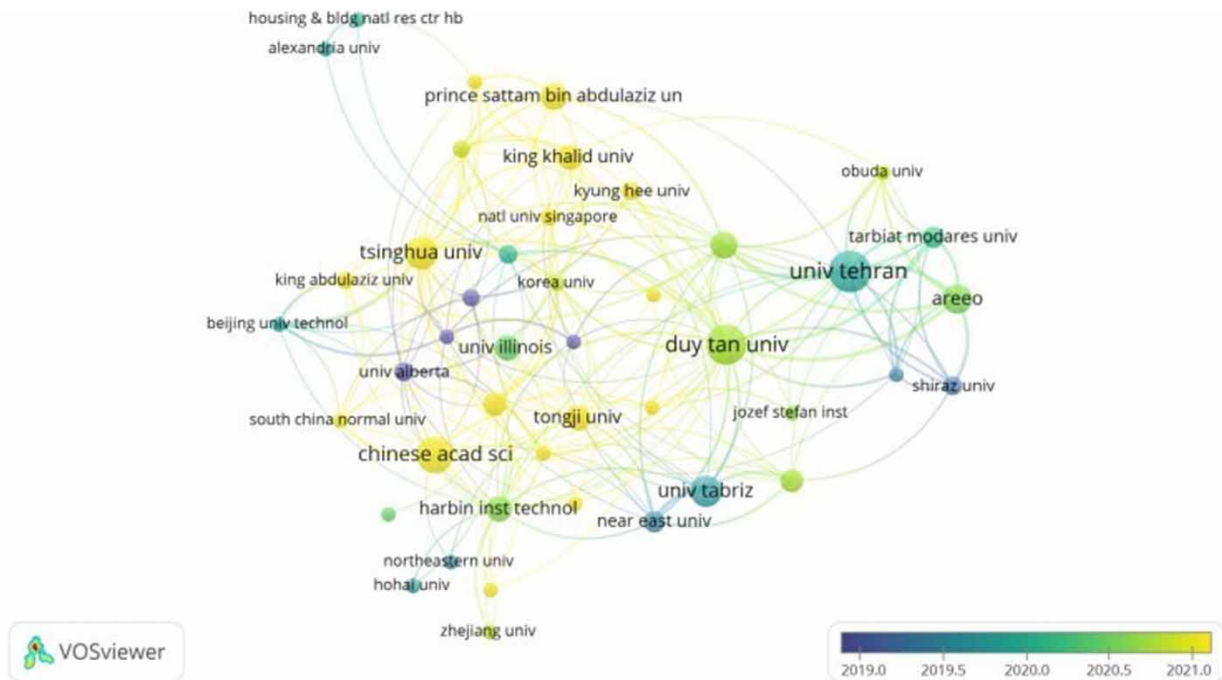 housing & bldg natl res ctr hb
alexandria univ
prince sattam bin abdulaziz un
king khalid univ
obuda univ
kyung hee univ
natl univ singapore
tarbiat modares univ
tsinghua univ
univ tehran
king abdulaziz univ
korea univ
areeo
beijing univ technol
duy tan univ
univ illinois
univ alberta
shiraz univ
jozef stefan inst
south china normal univ
tongji univ
chinese acad sci
univ tabriz
harbin inst technol
near east univ
northeastern univ
hohai univ
zhejiang univ
VOSviewer
2019.0 2019.5 2020.0 2020.5 2021.0